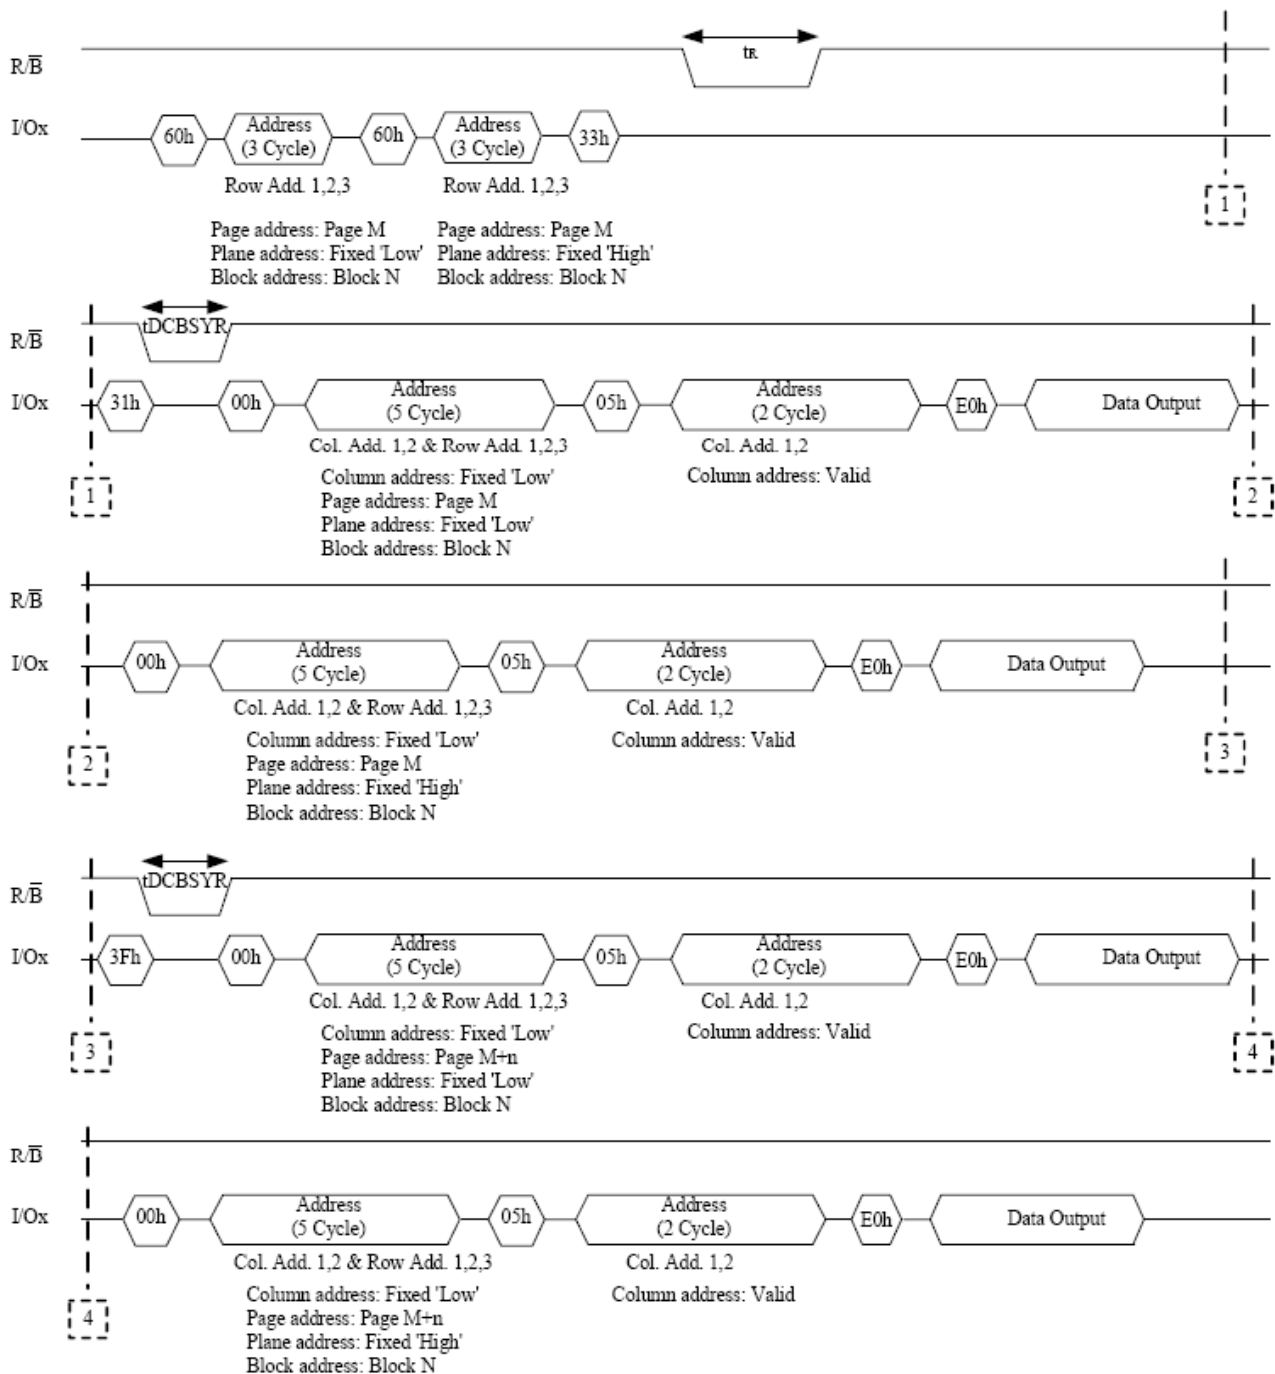 tR
R/B̅
I/Ox
60h Address (3 Cycle) 60h Address (3 Cycle) 33h
Row Add. 1,2,3 Row Add. 1,2,3
1
Page address: Page M Page address: Page M
Plane address: Fixed 'Low' Plane address: Fixed 'High'
Block address: Block N Block address: Block N
tDCBSYR
R/B̅
I/Ox
31h 00h Address (5 Cycle) 05h Address (2 Cycle) E0h Data Output
Col. Add. 1,2 & Row Add. 1,2,3 Col. Add. 1,2
Column address: Fixed 'Low' Column address: Valid
1 Page address: Page M 2
Plane address: Fixed 'Low'
Block address: Block N
R/B̅
I/Ox
00h Address (5 Cycle) 05h Address (2 Cycle) E0h Data Output
Col. Add. 1,2 & Row Add. 1,2,3 Col. Add. 1,2
Column address: Fixed 'Low' Column address: Valid
2 Page address: Page M 3
Plane address: Fixed 'High'
Block address: Block N
tDCBSYR
R/B̅
I/Ox
3Fh 00h Address (5 Cycle) 05h Address (2 Cycle) E0h Data Output
Col. Add. 1,2 & Row Add. 1,2,3 Col. Add. 1,2
Column address: Fixed 'Low' Column address: Valid
3 Page address: Page M+n 4
Plane address: Fixed 'Low'
Block address: Block N
R/B̅
I/Ox
00h Address (5 Cycle) 05h Address (2 Cycle) E0h Data Output
Col. Add. 1,2 & Row Add. 1,2,3 Col. Add. 1,2
Column address: Fixed 'Low' Column address: Valid
4 Page address: Page M+n
Plane address: Fixed 'High'
Block address: Block N